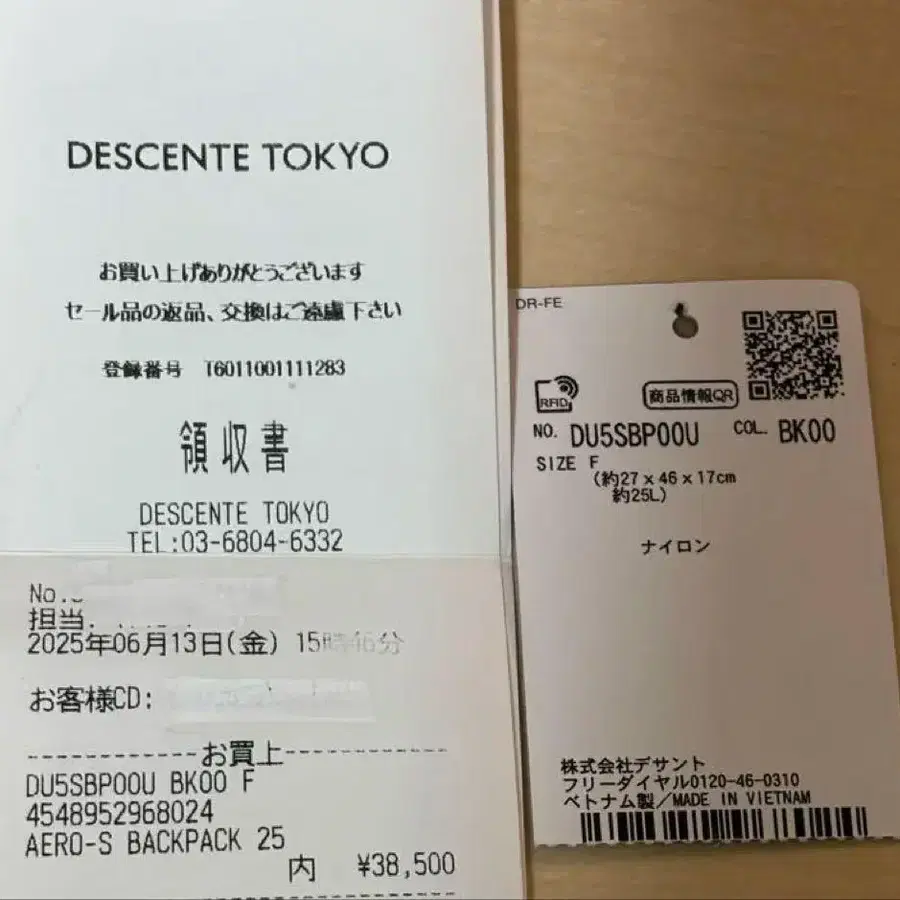 DESCENTE TOKYO
お買い上げありがとうございます
セール品の返品、交換はご遠慮下さい
登録番号 T6011001111283
領収書
DESCENTE TOKYO
TEL:03-6804-6332
No.
担当.
2025年06月13日(金) 15時46分
お客様CD:
お買上
DU5SBP00U BK00 F
4548952968024
AERO-S BACKPACK 25
内 ¥38,500
DR-FE
RFID
商品情報QR
NO. DU5SBP00U COL. BK00
SIZE F
(約27×46×17cm
約25L)
ナイロン
株式会社デサント
フリーダイヤル0120-46-0310
ベトナム製/MADE IN VIETNAM